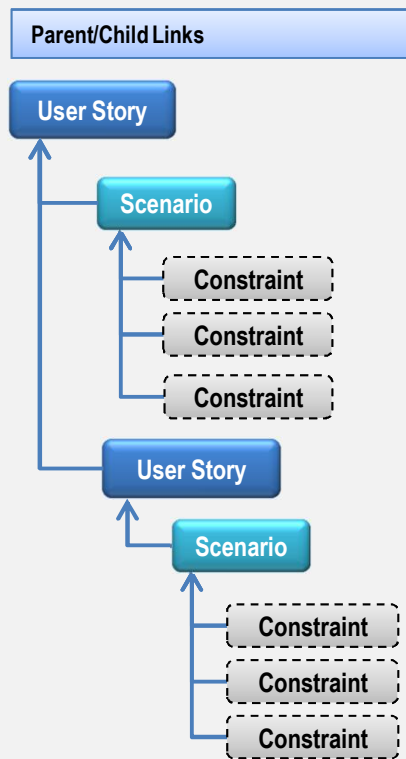 Parent/Child Links
User Story
Scenario
Constraint
Constraint
Constraint
User Story
Scenario
Constraint
Constraint
Constraint